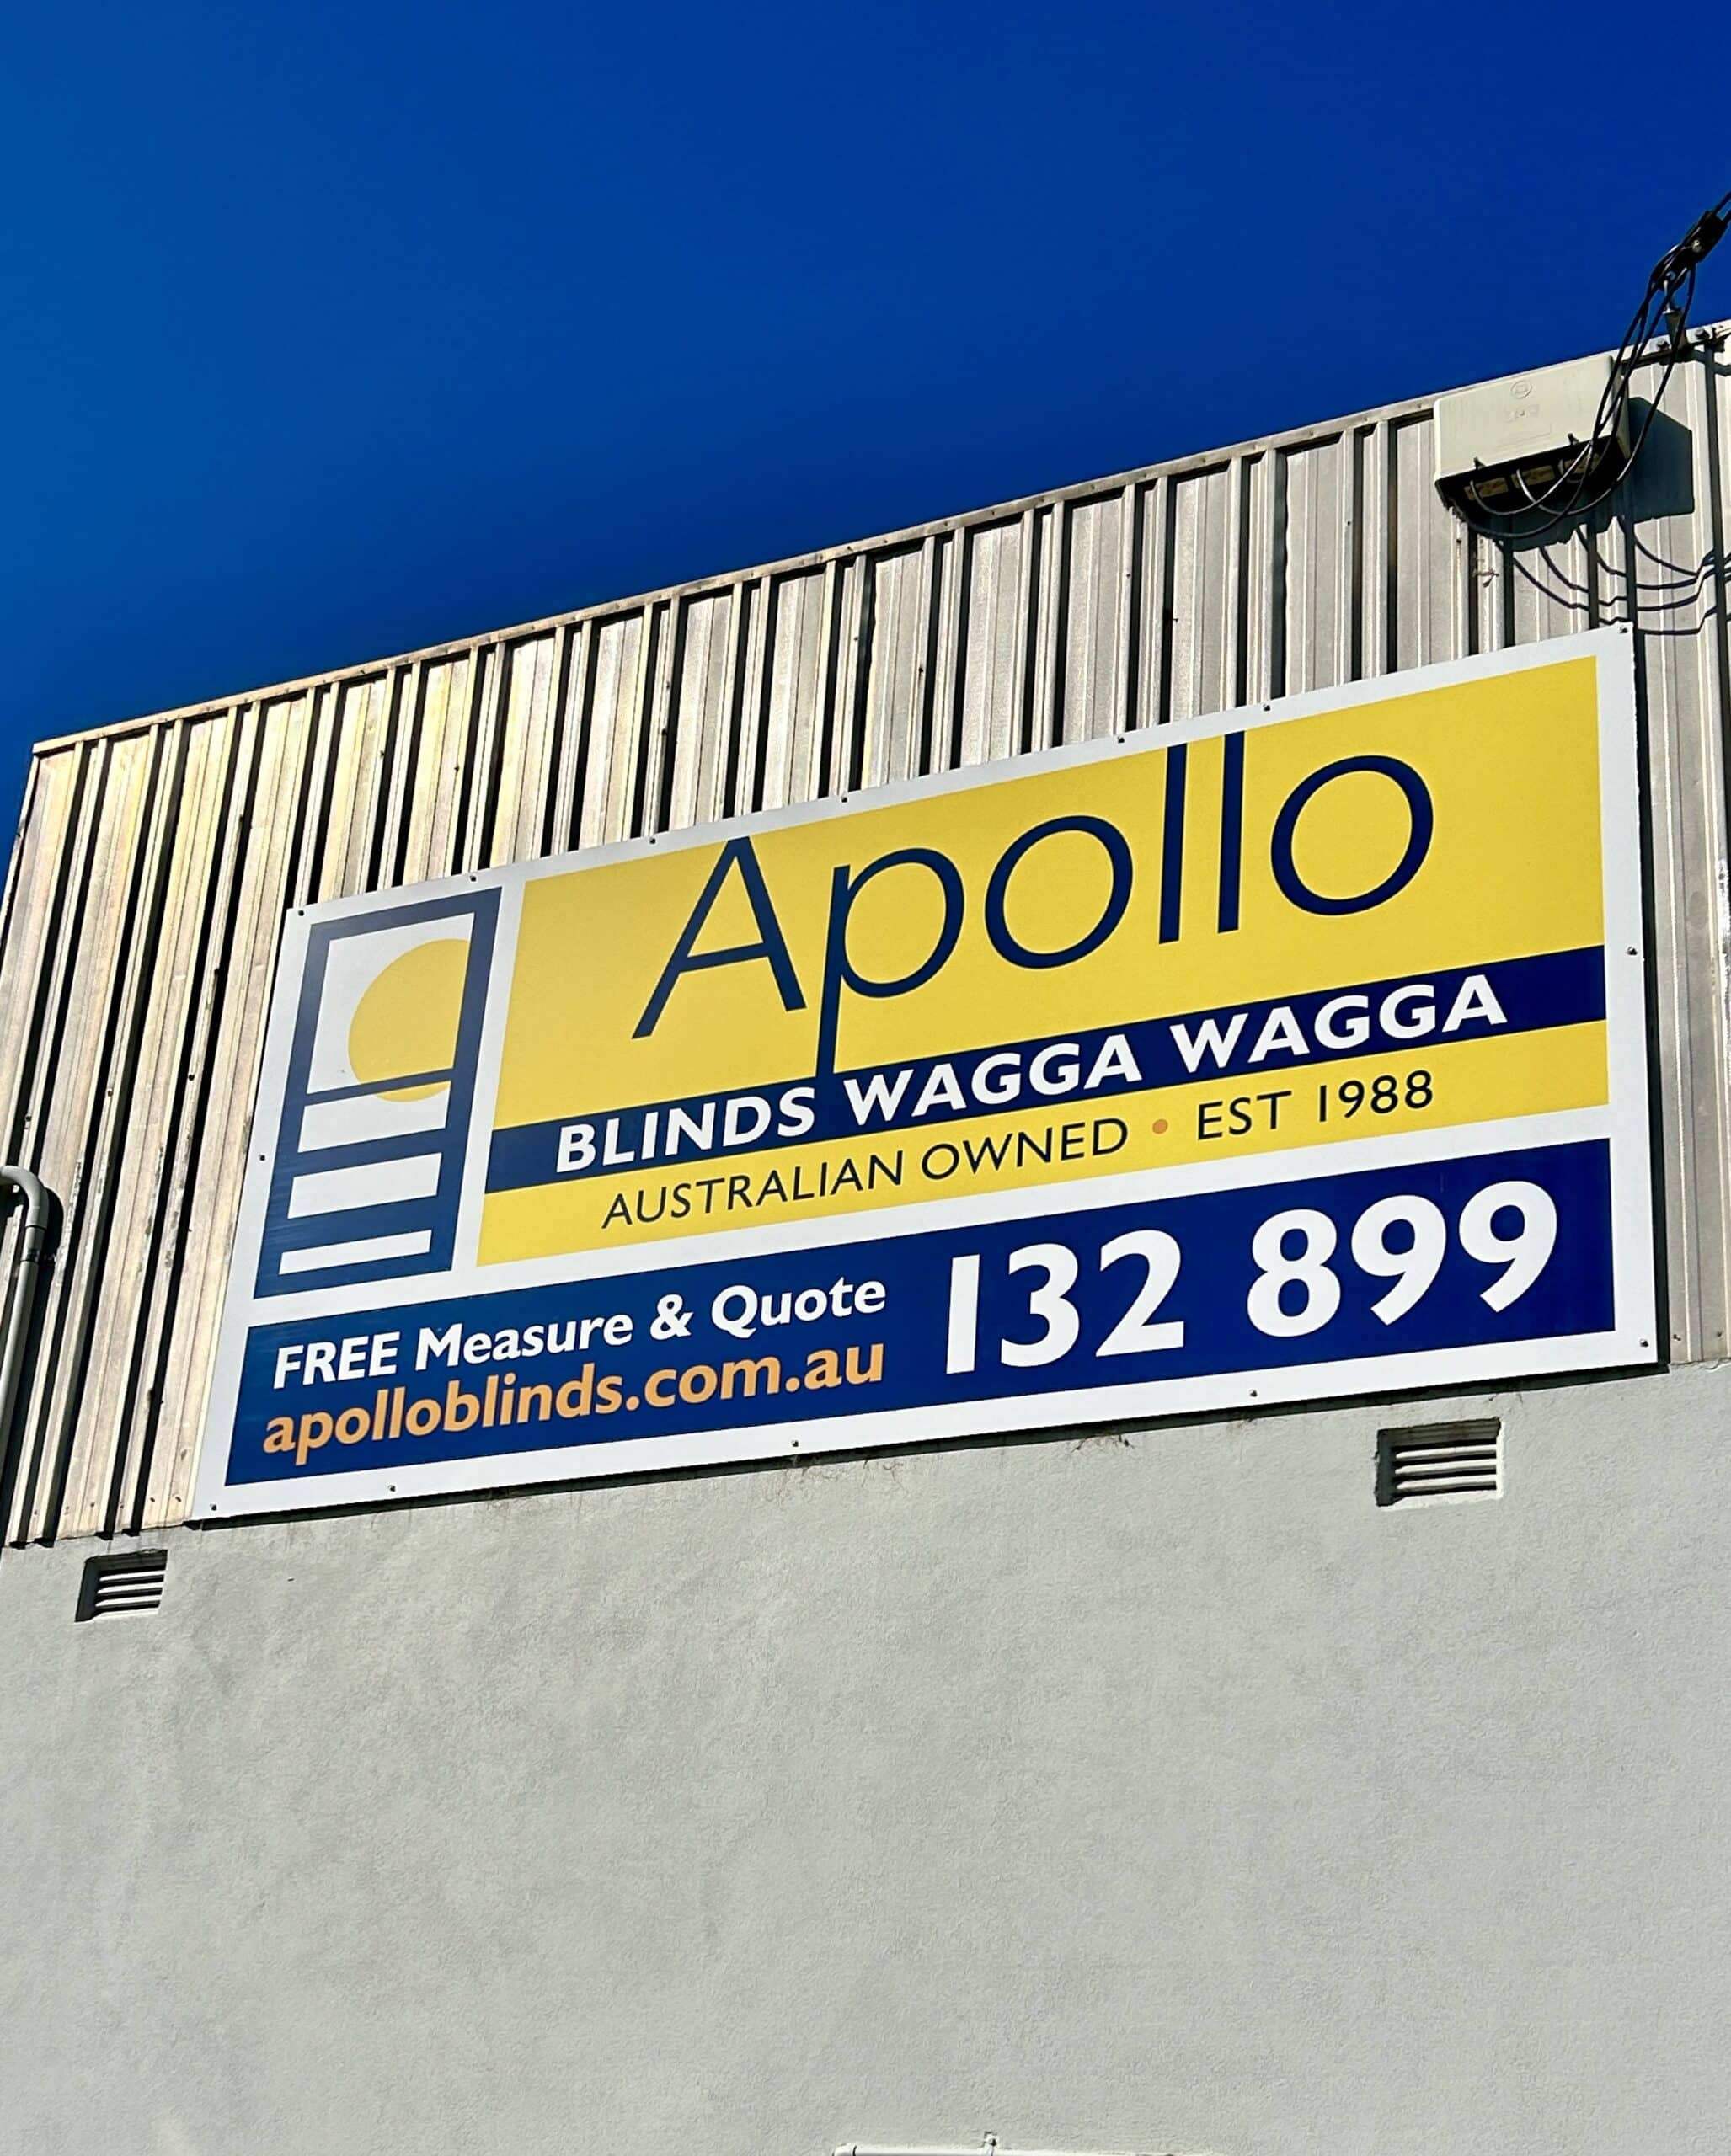 Apollo
BLINDS WAGGA WAGGA
AUSTRALIAN OWNED • EST 1988
FREE Measure & Quote
apolloblinds.com.au
132 899